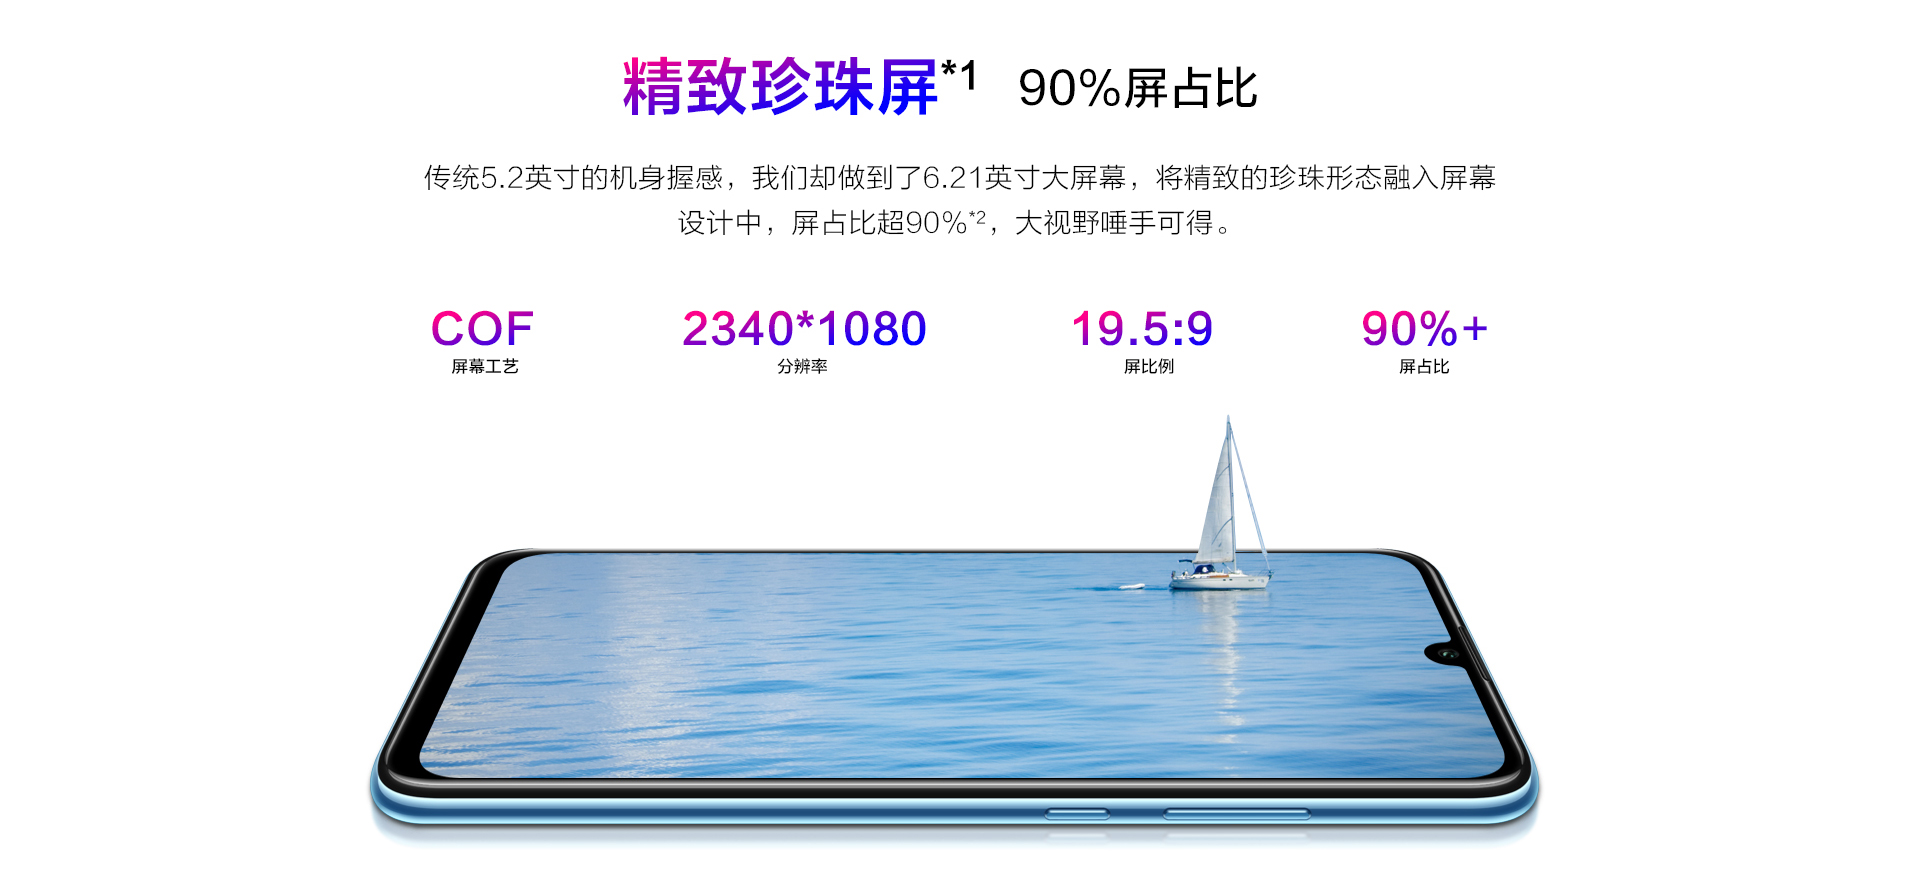 精致珍珠屏*1 90%屏占比
传统5.2英寸的机身握感，我们却做到了6.21英寸大屏幕，将精致的珍珠形态融入屏幕
设计中，屏占比超90%*2，大视野唾手可得。
COF 2340*1080 19.5:9 90%+
屏幕工艺 分辨率 屏比例 屏占比